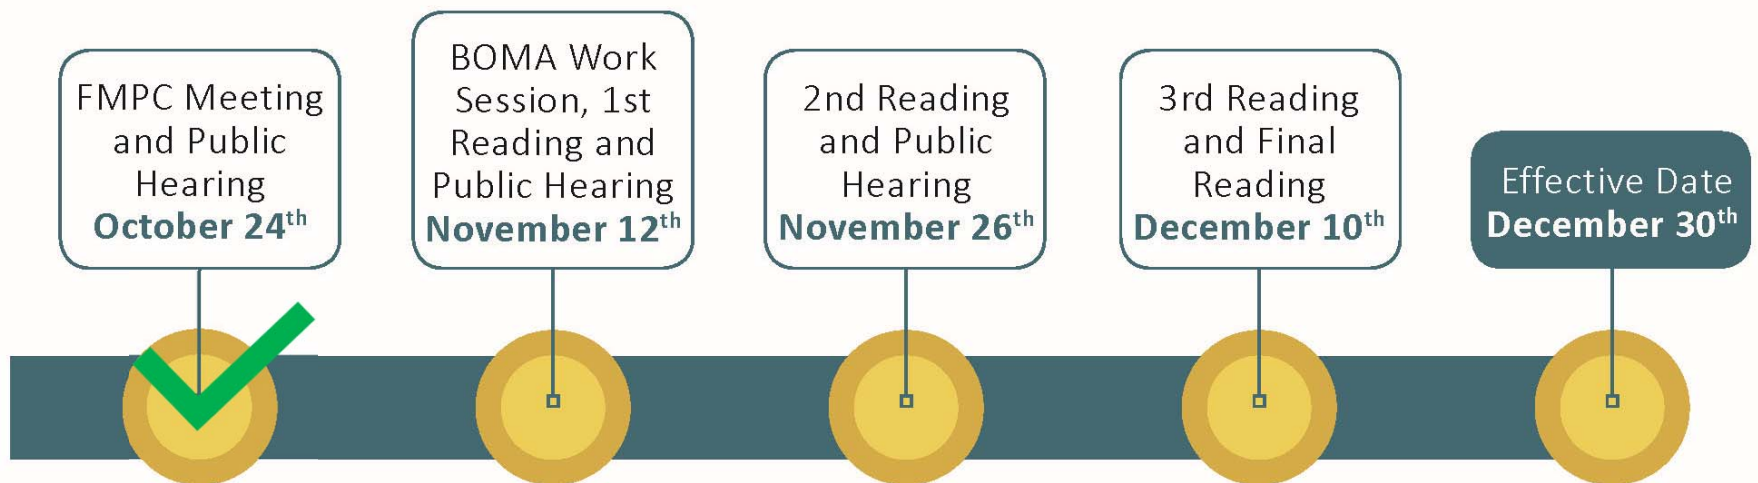 FMPC Meeting
and Public
Hearing
October 24th
BOMA Work
Session, 1st
Reading and
Public Hearing
November 12th
2nd Reading
and Public
Hearing
November 26th
3rd Reading
and Final
Reading
December 10th
Effective Date
December 30th